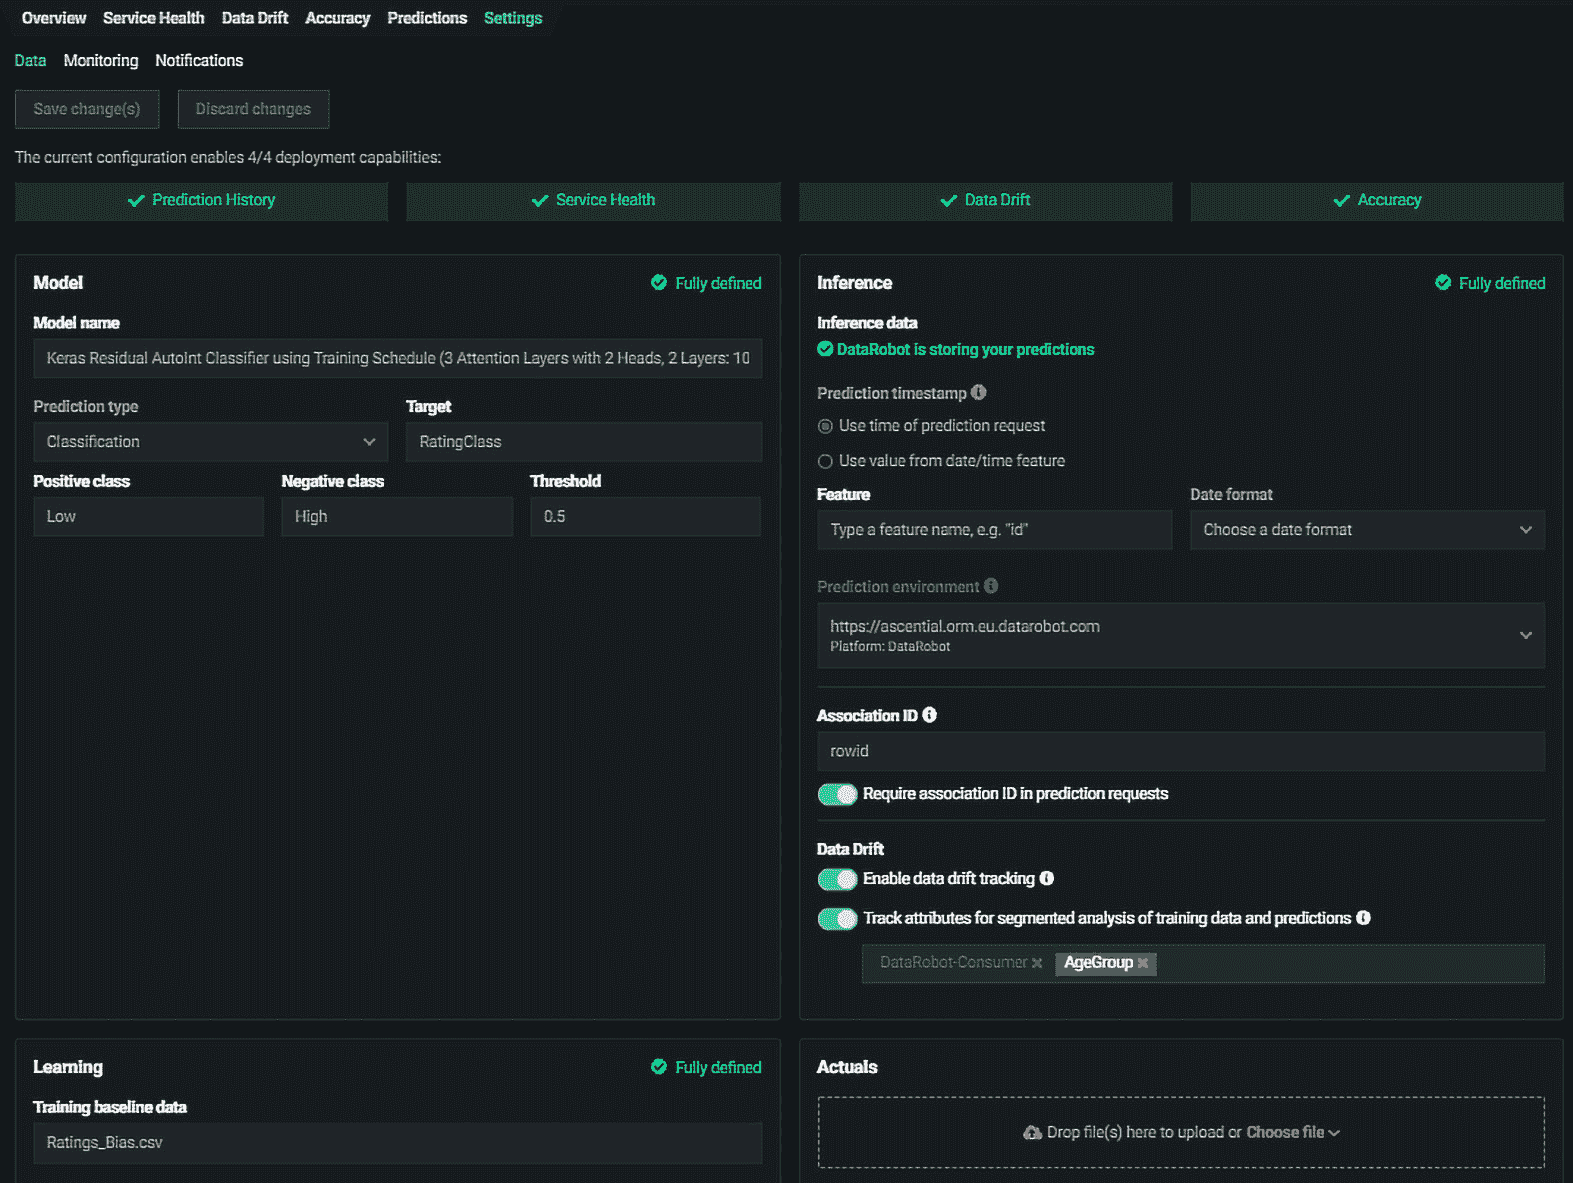 Overview Service Health Data Drift Accuracy Predictions Settings
Data Monitoring Notifications
Save change(s) Discard changes
The current configuration enables 4/4 deployment capabilities:
Prediction History Service Health Data Drift Accuracy
Model Fully defined
Model name
Keras Residual AutoInt Classifier using Training Schedule (3 Attention Layers with 2 Heads, 2 Layers: 10
Prediction type Target
Classification RatingClass
Positive class Negative class Threshold
Low High 0.5
Inference Fully defined
Inference data
DataRobot is storing your predictions
Prediction timestamp
Use time of prediction request
Use value from date/time feature
Feature Date format
Type a feature name, e.g. "id" Choose a date format
Prediction environment
https://ascential.orm.eu.datarobot.com
Platform: DataRobot
Association ID
rowid
Require association ID in prediction requests
Data Drift
Enable data drift tracking
Track attributes for segmented analysis of training data and predictions
DataRobot-Consumer AgeGroup
Learning Fully defined
Training baseline data
Ratings_Bias.csv
Actuals
Drop file(s) here to upload or Choose file